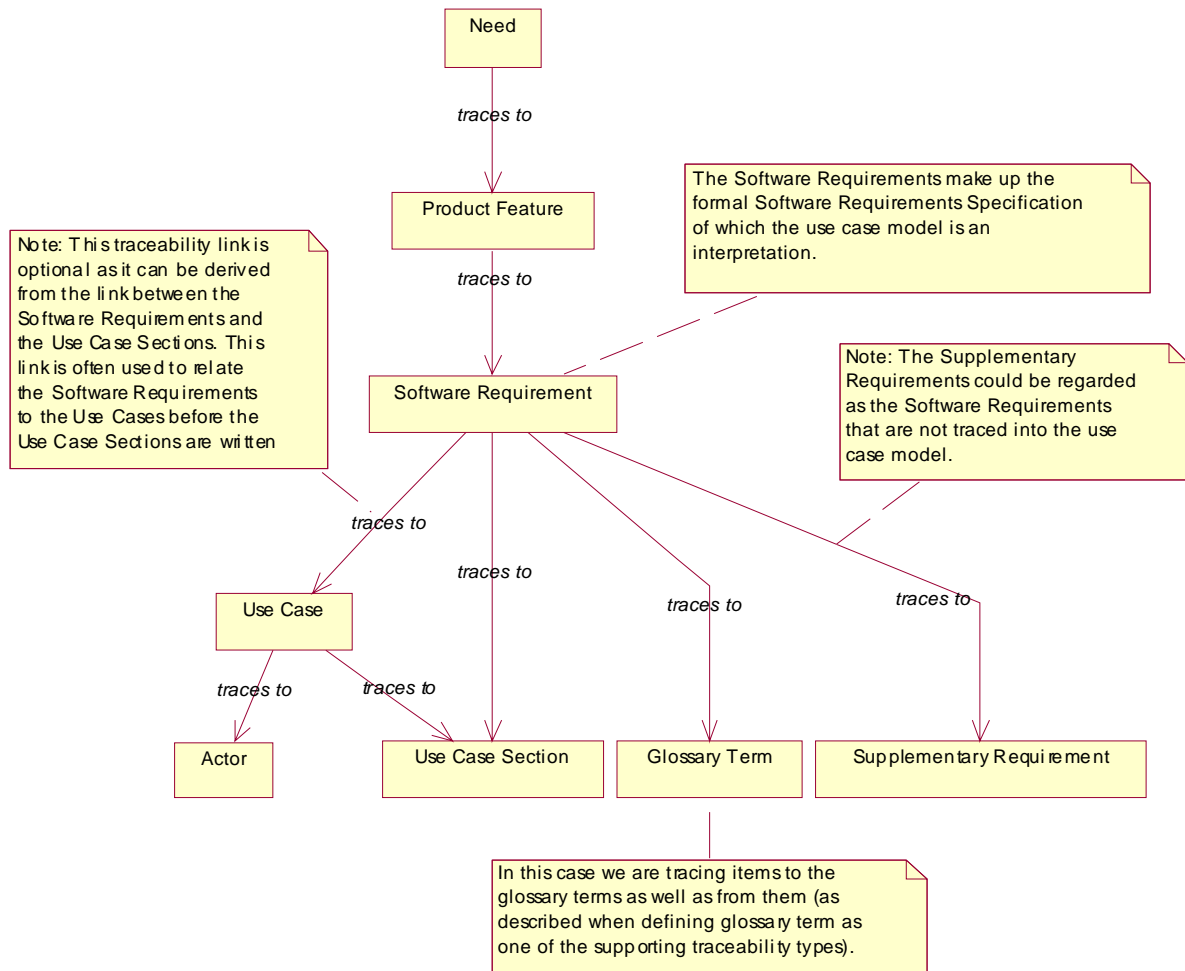 Need
traces to
Product Feature
traces to
The Software Requirements make up the
formal Software Requirements Specification
of which the use case model is an
interpretation.
Note: This traceability link is
optional as it can be derived
from the link between the
Software Requirements and
the Use Case Sections. This
link is often used to relate
the Software Requirements
to the Use Cases before the
Use Case Sections are written
Software Requirement
Note: The Supplementary
Requirements could be regarded
as the Software Requirements
that are not traced into the use
case model.
traces to
traces to
traces to
traces to
Use Case
traces to
traces to
Actor
Use Case Section
Glossary Term
Supplementary Requirement
In this case we are tracing items to the
glossary terms as well as from them (as
described when defining glossary term as
one of the supporting traceability types).